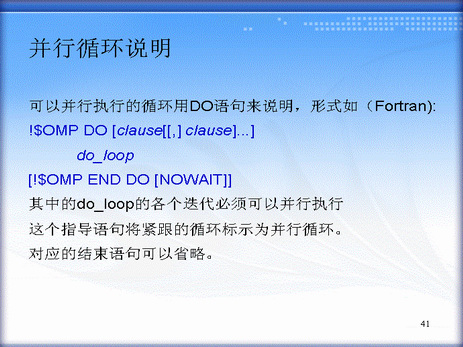 并行循环说明
可以并行执行的循环用DO语句来说明，形式如（Fortran):
!$OMP DO [clause[[,] clause]...]
do_loop
[!$OMP END DO [NOWAIT]]
其中的do_loop的各个迭代必须可以并行执行
这个指导语句将紧跟的循环标示为并行循环。
对应的结束语句可以省略。
41